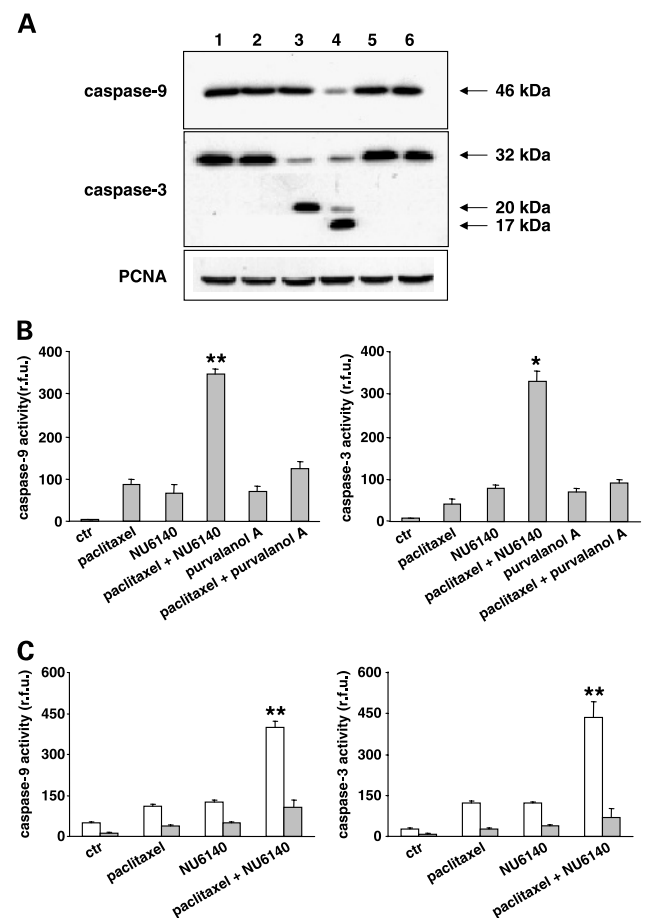 A
1 2 3 4 5 6
caspase-9
46 kDa
caspase-3
32 kDa
20 kDa
17 kDa
PCNA
B
caspase-9 activity(r.f.u.)
400
300
200
100
0
**
ctr
paclitaxel
NU6140
paclitaxel + NU6140
purvalanol A
paclitaxel + purvalanol A
caspase-3 activity (r.f.u.)
400
300
200
100
0
*
ctr
paclitaxel
NU6140
paclitaxel + NU6140
purvalanol A
paclitaxel + purvalanol A
C
caspase-9 activity (r.f.u.)
600
450
300
150
0
**
ctr
paclitaxel
NU6140
paclitaxel + NU6140
caspase-3 activity (r.f.u.)
600
450
300
150
0
**
ctr
paclitaxel
NU6140
paclitaxel + NU6140